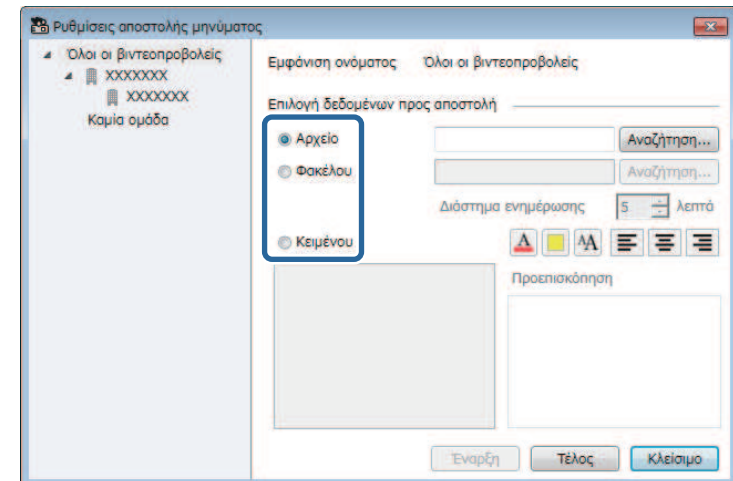 Ρυθμίσεις αποστολής μηνύματος
Όλοι οι βιντεοπροβολείς
XXXXXXX
XXXXXXX
Καμία ομάδα
Εμφάνιση ονόματος Όλοι οι βιντεοπροβολείς
Επιλογή δεδομένων προς αποστολή
Αρχείο Αναζήτηση...
Φακέλου Αναζήτηση...
Διάστημα ενημέρωσης 5 λεπτά
Κειμένου A AA
Προεπισκόπηση
Έναρξη Τέλος Κλείσιμο